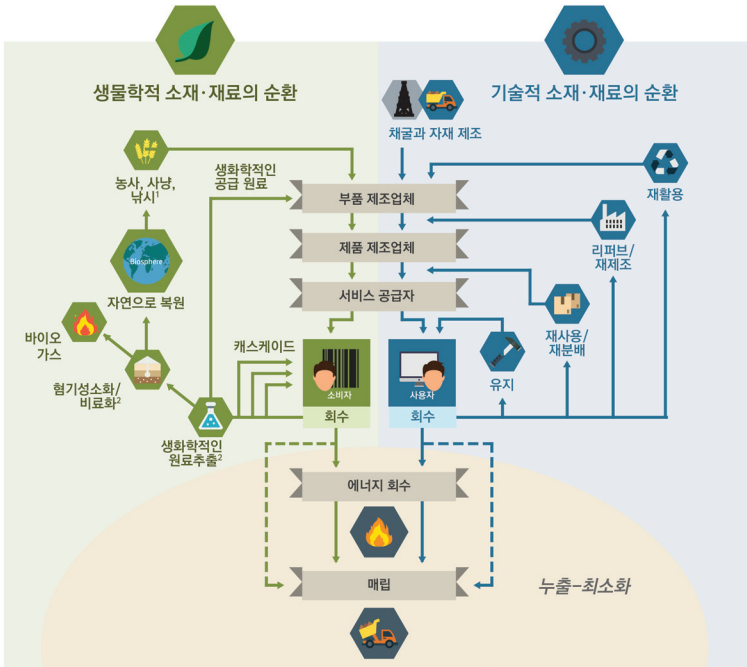 생물학적 소재·재료의 순환
기술적 소재·재료의 순환
채굴과 자재 제조
농사, 사냥,
낚시1
생화학적인
공급 원료
재활용
부품 제조업체
Biosphere
리퍼브/
재제조
제품 제조업체
자연으로 복원
서비스 공급자
바이오
가스
캐스케이드
재사용/
재분배
유지
혐기성소화/
비료화2
소비자
사용자
회수
회수
생화학적인
원료추출2
에너지 회수
매립
누출-최소화